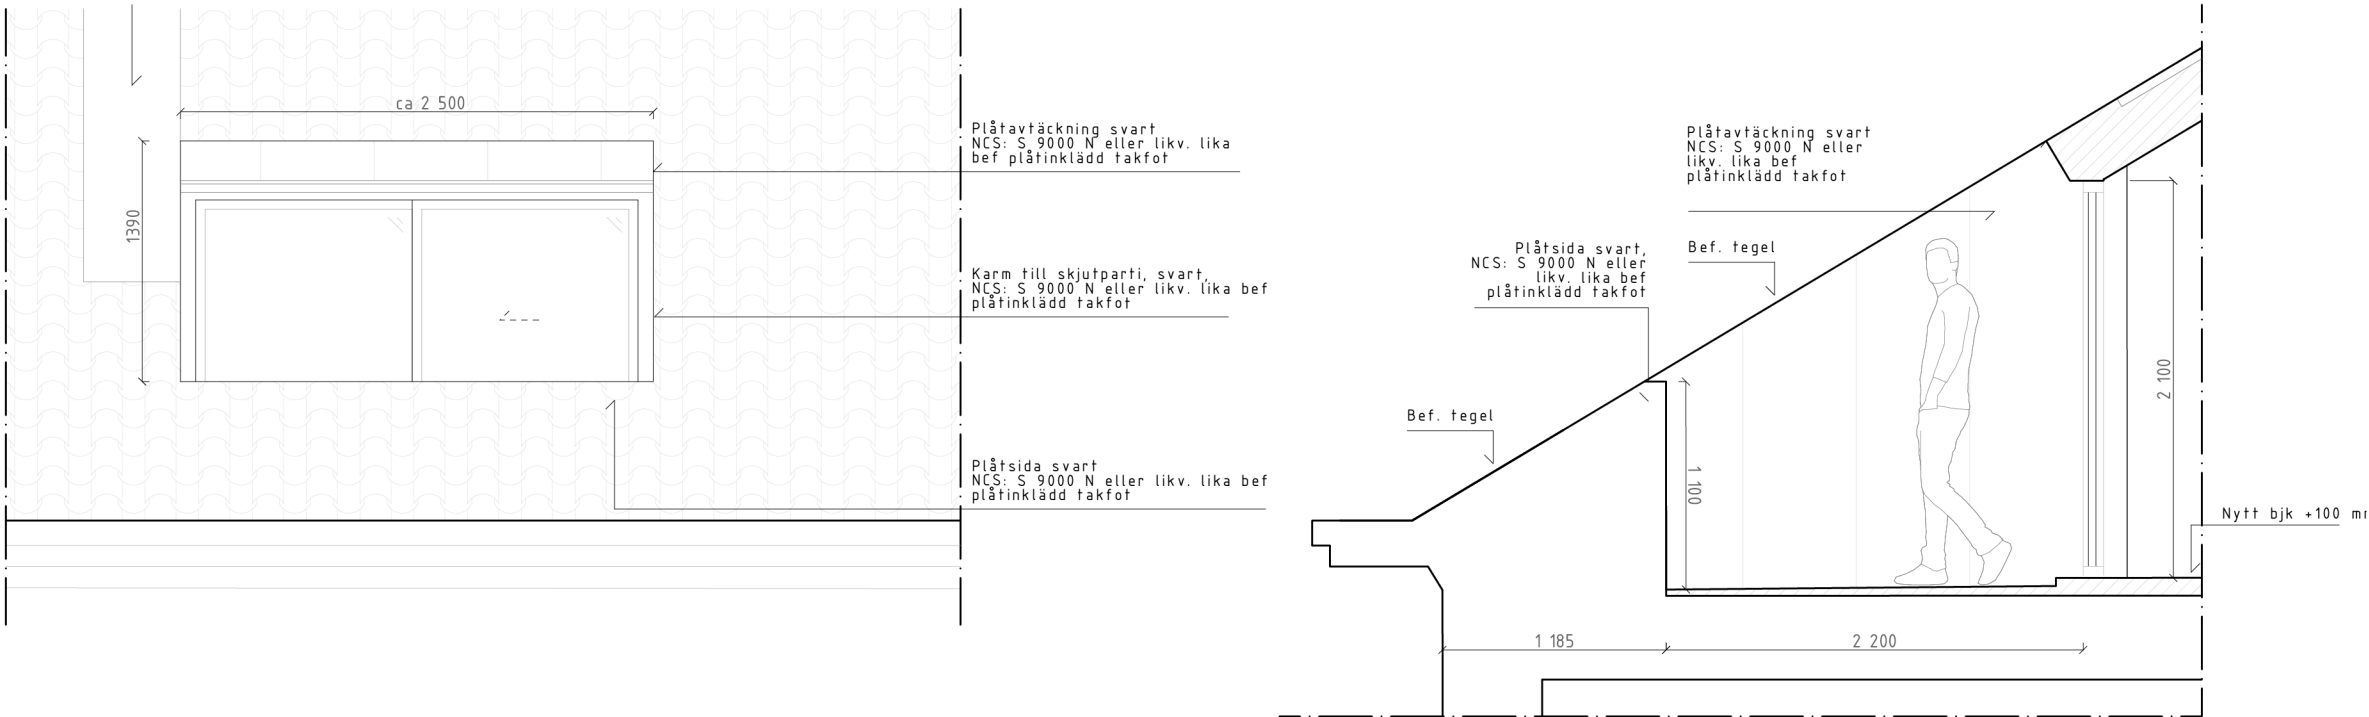 ca 2 500
1390
Plåtavtäckning svart
NCS: S 9000 N eller likv. lika
bef plåtinklädd takfot
Karm till skjutparti, svart,
NCS: S 9000 N eller likv. lika bef
plåtinklädd takfot
Plåtsida svart
NCS: S 9000 N eller likv. lika bef
plåtinklädd takfot
Plåtavtäckning svart
NCS: S 9000 N eller
likv. lika bef
plåtinklädd takfot
Plåtsida svart,
NCS: S 9000 N eller
likv. lika bef
plåtinklädd takfot
Bef. tegel
Bef. tegel
1 100
2 100
Nytt bjk +100
1 185
2 200